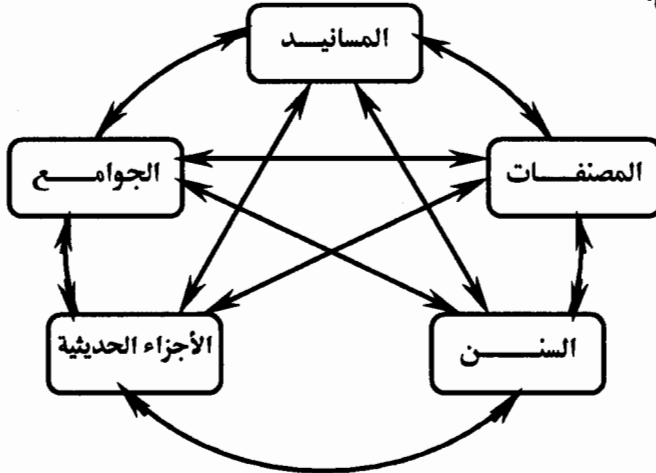 المسانيد
المصنفات
الجوامع
السنن
الأجزاء الحديثية